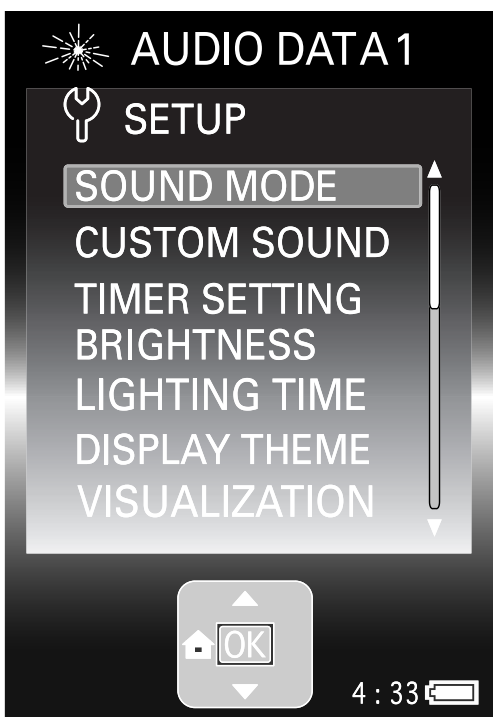 AUDIO DATA1
SETUP
SOUND MODE
CUSTOM SOUND
TIMER SETTING
BRIGHTNESS
LIGHTING TIME
DISPLAY THEME
VISUALIZATION
OK
4:33